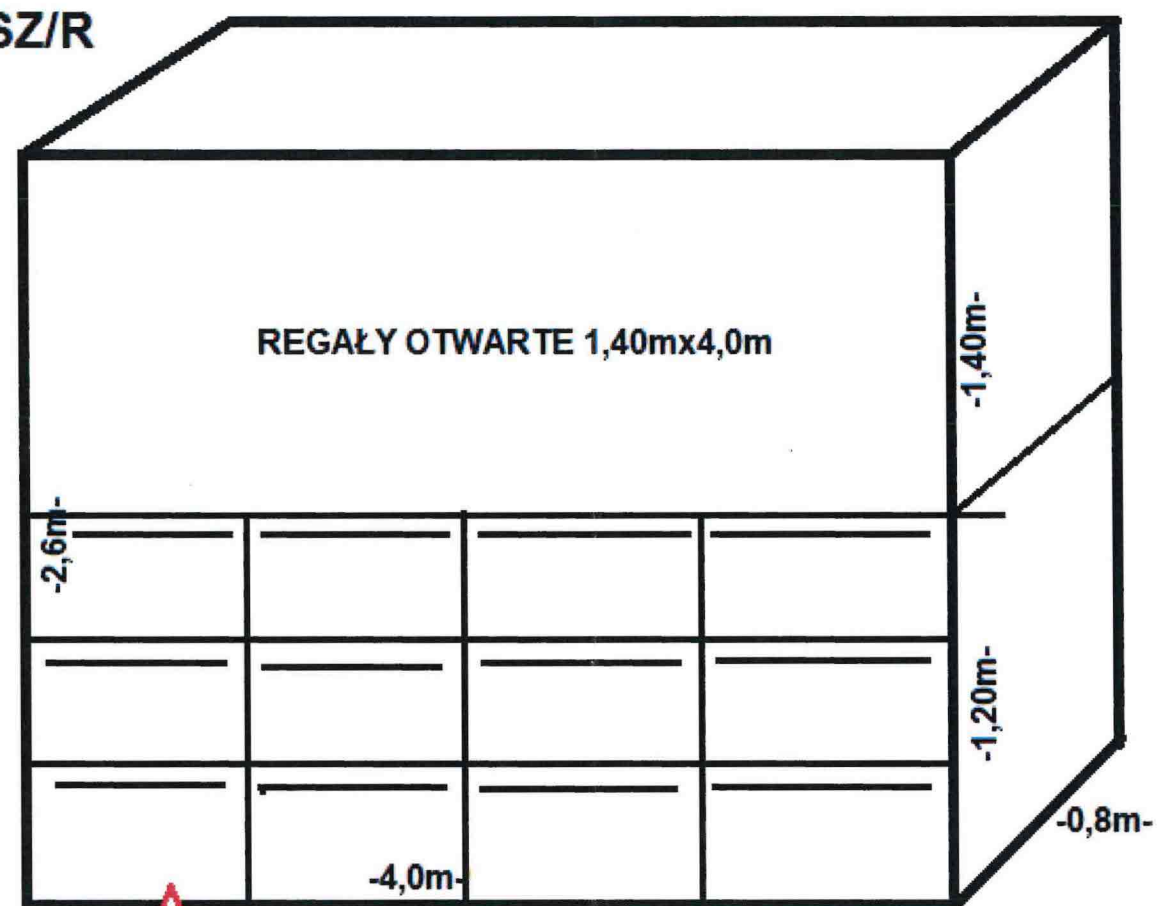 SZ/R
REGAŁY OTWARTE 1,40mx4,0m
-1,40m-
-2,6m-
-1,20m-
-0,8m-
-4,0m-